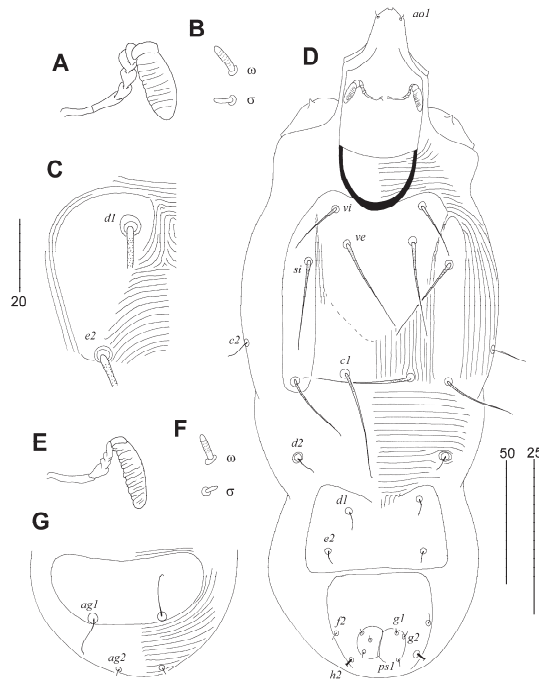 A
B
ω
σ
D
ao1
C
d1
e2
20
vi
ve
si
c2
c1
d2
d1
e2
f2
g1
g2
ps1
h2
E
F
ω
σ
G
ag1
ag2
50
25